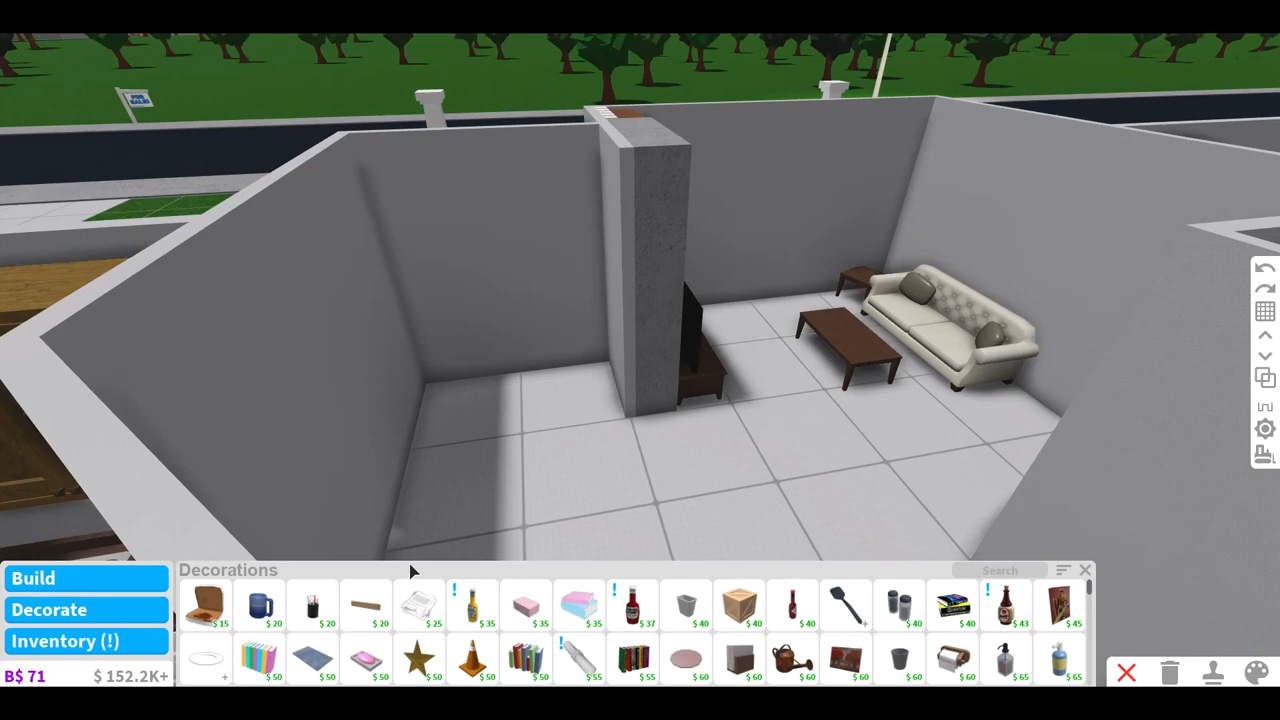 FOR
SALE!
Decorations
Search
Build
Decorate
Inventory (!)
B$ 71
$ 152.2K+
$ 15
$ 20
$ 20
$ 20
$ 25
! $ 35
$ 35
$ 35
! $ 37
$ 40
$ 40
$ 40
+
$ 40
$ 40
! $ 43
$ 45
+
$ 50
$ 50
$ 50
$ 50
$ 50
$ 50
! $ 55
$ 55
$ 60
$ 60
$ 60
$ 60
$ 60
$ 60
$ 65
$ 65